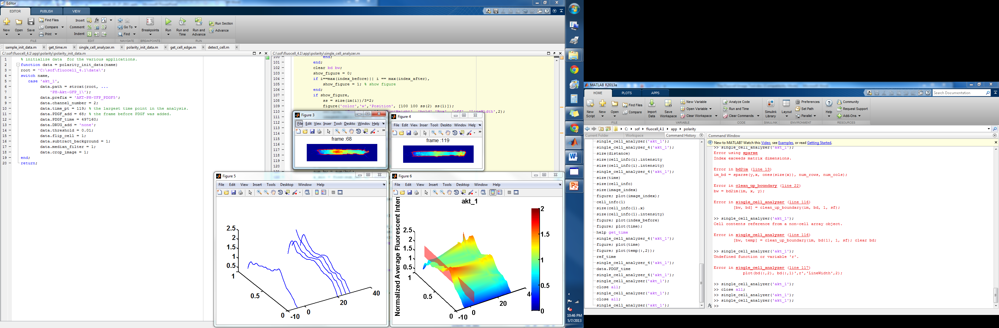 Editor
EDITOR PUBLISH VIEW
New Open Save Find Files Compare Print
Insert Comment Indent
Go To Find
Breakpoints
Run Run and Time Run and Advance Run Section Advance
FILE EDIT NAVIGATE BREAKPOINTS RUN
sample_init_data.m get_time.m single_cell_analyzer.m polarity_init_data.m get_cell_edge.m detect_cell.m
C:\sof\fluocell_4.1\app\polarity\polarity_init_data.m
1 % initialize data  for the various applications.
2 function data = polarity_init_data(name)
3 root = 'C:\sof\fluocell_4.1\data\';
4 switch name,
5 case 'akt_1',
6 data.path = strcat(root, ...
7 'PH-Akt-GFP_1\');
8 data.prefix = 'AKT-PH-YFP_PDGF5';
9 data.channel_number = 2;
10 data.time_pt = 119; % the largest time point in the analysis.
11 data.PDGF_add = 68; % the frame before PDGF was added.
12 data.PDGF_time = 497160;
13 data.DRUG_add = 'none';
14 data.threshold = 0.01;
15 data.flip_cell = 1;
16 data.subtract_background = 1;
17 data.median_filter = 1;
18 data.crop_image = 1;
19 end;
20 return;
C:\sof\fluocell_4.1\app\polarity\single_cell_analyzer.m
100 end;
101 end;
102 clear bd bw;
103 show_figure = 0;
104 if i==max(index_before)|| i == max(index_after),
105 show_figure = 1; % show figure
106 end;
107 if show_figure,
108 ss = size(im{i})/3*2;
109 figure('color','w','Position', [100 100 ss(2) ss(1)]);
110 'bold','Box', 'off', 'LineWidth',2);
111
112
113
114
115
116
117
118
119
Figure 3
File Edit View Inser Tools Deskto Window Help
frame :68
Figure 4
File Edit View Inser Tools Deskto Window Help
frame :119
Figure 5
File Edit View Insert Tools Desktop Window Help
2.5
2
1.5
1
0.5
1
0.5
0
-10
0
20
40
Figure 6
File Edit View Insert Tools Desktop Window Help
akt_1
Normalized Average Fluorescent Inten
2.5
2
1.5
1
0.5
1
0.5
0
-10
0
20
4
2
1.5
1
0.5
0
10:46 PM
5/7/2013
MATLAB R2013a
HOME PLOTS APPS
Search Documentation
New Script New Open Find Files Compare
Import Data Save Workspace New Variable Open Variable Clear Workspace
Analyze Code Run and Time Clear Commands
Simulink Library
Layout Preferences Set Path Parallel
Help Community Request Support Add-Ons
FILE VARIABLE CODE SIMULINK ENVIRONMENT RESOURCES
C: sof fluocell_4.1 app polarity
Current Folder Workspace Command History
single_cell_analyzer('akt_1');
single_cell_analyzer_4('akt_1');
size(distance)
size(cell_info(i).intensity
size(cell_info(i).intensity)
single_cell_analyzer_4('akt_1');
size(time)
size(cell_info)
size(image_index)
figure; plot(image_index);
cell_info(1)
size(cell_info(1).x)
size(cell_info(1).intensity)
figure; plot(index_before)
figure; plot(time);
help get_time
single_cell_analyzer_4('akt_1');
figure; plot(time)
figure; plot(temp(:,2));
ref_time
single_cell_analyzer_4('akt_1');
data.PDGF_time
single_cell_analyzer_4('akt_1');
single_cell_analyzer('akt_1');
close all;
single_cell_analyzer('akt_1');
close all;
single_cell_analyzer('akt_1');
Command Window
New to MATLAB? Watch this Video, see Examples, or read Getting Started.
>> single_cell_analyzer('akt_1');
Error using sparse
Index exceeds matrix dimensions.
Error in bd2im (line 13)
im_bd = sparse(y,x, ones(size(x)), num_rows, num_cols);
Error in clean_up_boundary (line 22)
bw = bd2im(im, x, y);
Error in single_cell_analyzer (line 116)
[bw, bd] = clean_up_boundary(im, bd, 1, sf);
>> single_cell_analyzer('akt_1');
Cell contents reference from a non-cell array object.
Error in single_cell_analyzer (line 116)
[bw, temp] = clean_up_boundary(im, bd{1}, 1, sf); clear bd;
>> single_cell_analyzer('akt_1');
Undefined function or variable 'r'.
Error in single_cell_analyzer (line 117)
plot(bd(:,2), bd(:,1)',r','LineWidth',2);
>> single_cell_analyzer('akt_1');
>> close all;
>> single_cell_analyzer('akt_1');
>> single_cell_analyzer('akt_1');
fx >>